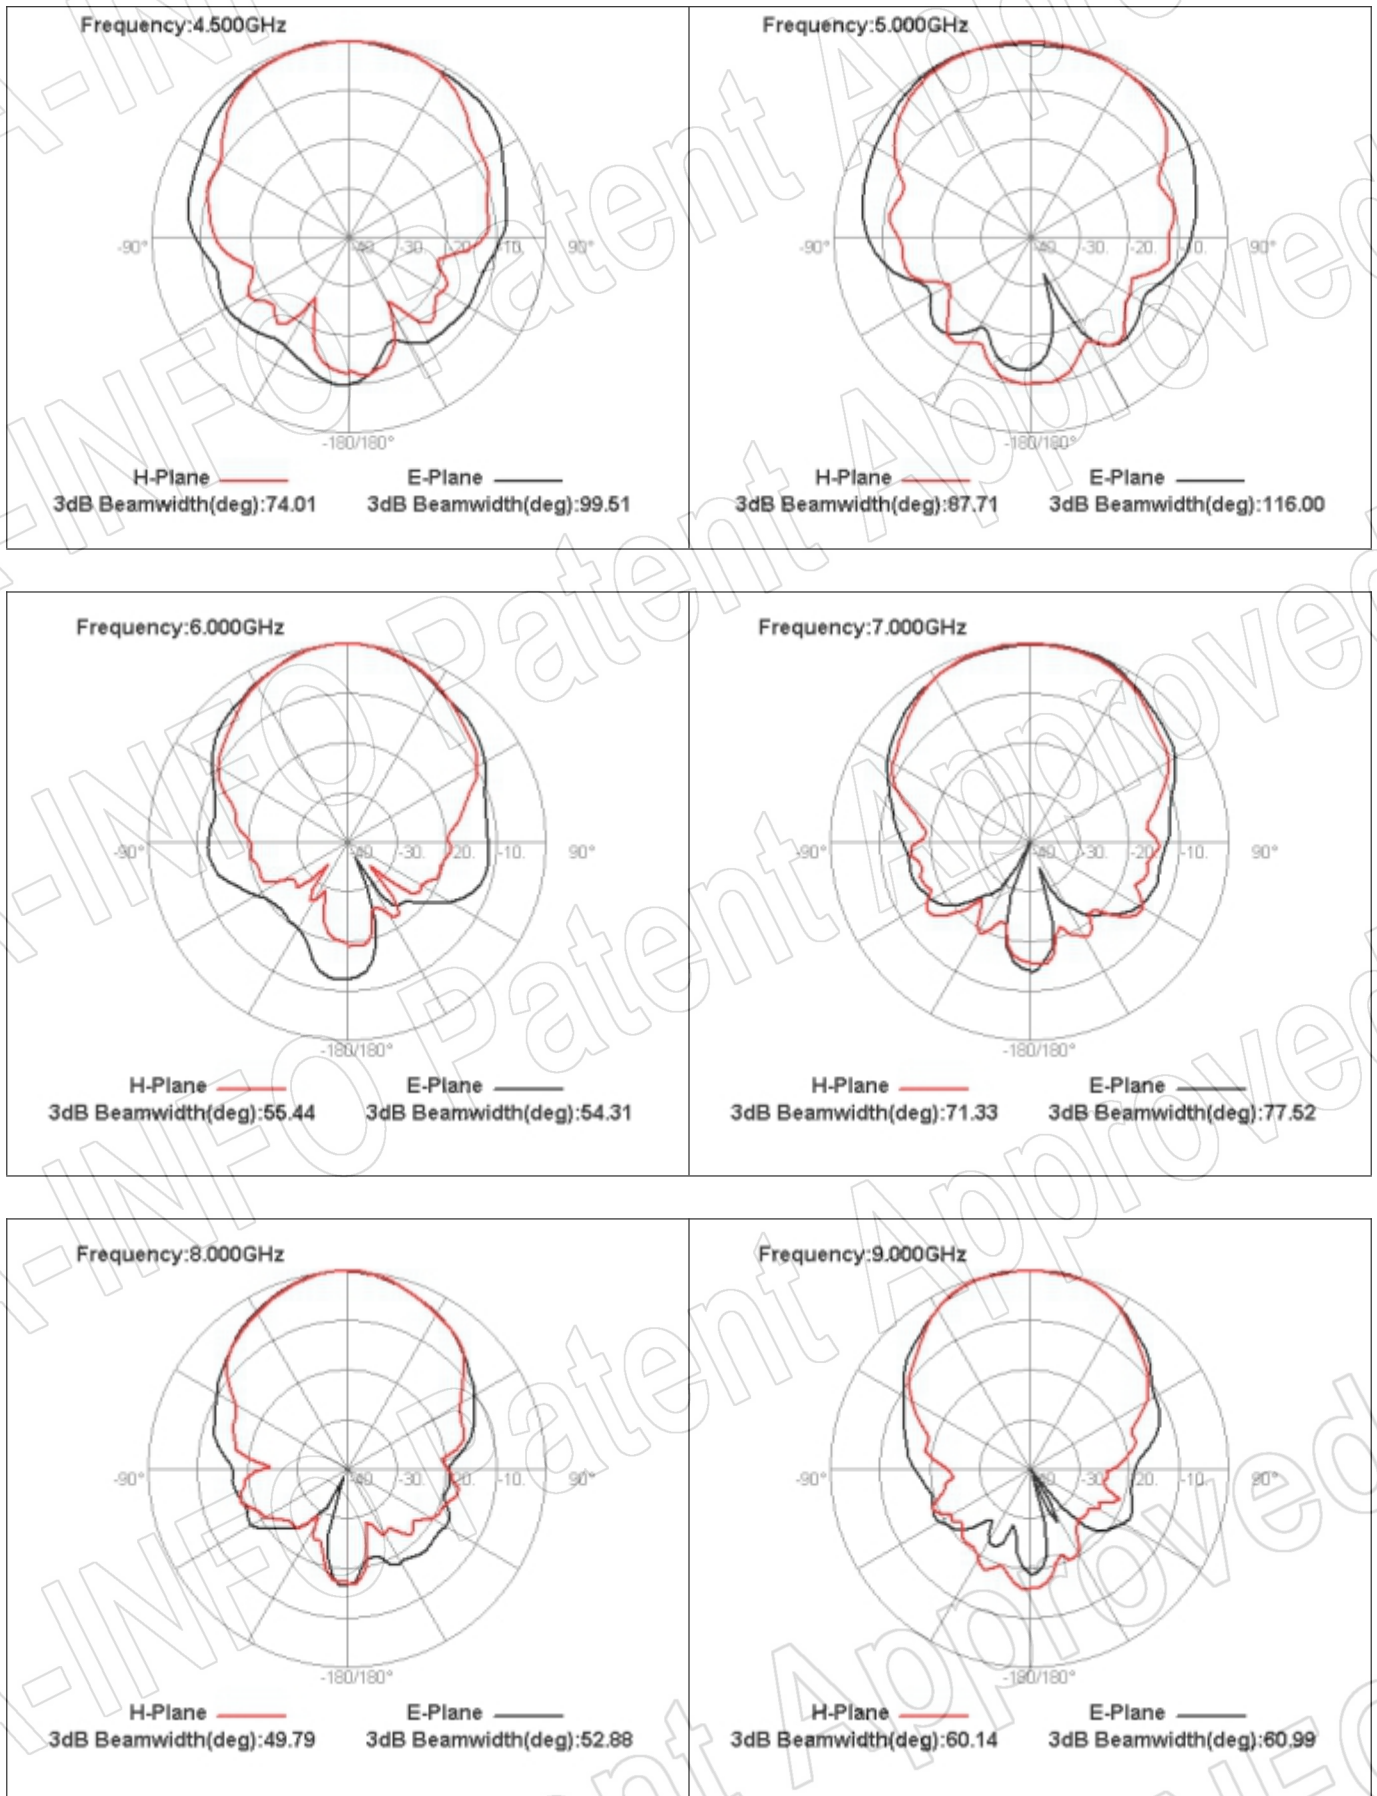 Frequency:4.500GHz
-90°
-40.
-30.
-20.
-10.
90°
-180/180°
H-Plane
E-Plane
3dB Beamwidth(deg):74.01
3dB Beamwidth(deg):99.51
Frequency:5.000GHz
-90°
-40.
-30.
-20.
-10.
90°
-180/180°
H-Plane
E-Plane
3dB Beamwidth(deg):87.71
3dB Beamwidth(deg):116.00
Frequency:6.000GHz
-90°
-40.
-30.
-20.
-10.
90°
-180/180°
H-Plane
E-Plane
3dB Beamwidth(deg):55.44
3dB Beamwidth(deg):54.31
Frequency:7.000GHz
-90°
-40.
-30.
-20.
-10.
90°
-180/180°
H-Plane
E-Plane
3dB Beamwidth(deg):71.33
3dB Beamwidth(deg):77.52
Frequency:8.000GHz
-90°
-40.
-30.
-20.
-10.
90°
-180/180°
H-Plane
E-Plane
3dB Beamwidth(deg):49.79
3dB Beamwidth(deg):52.88
Frequency:9.000GHz
-90°
-40.
-30.
-20.
-10.
90°
-180/180°
H-Plane
E-Plane
3dB Beamwidth(deg):60.14
3dB Beamwidth(deg):60.99
A-INFO Patent Approved
A-INFO Patent Approved
A-INFO Patent Approved